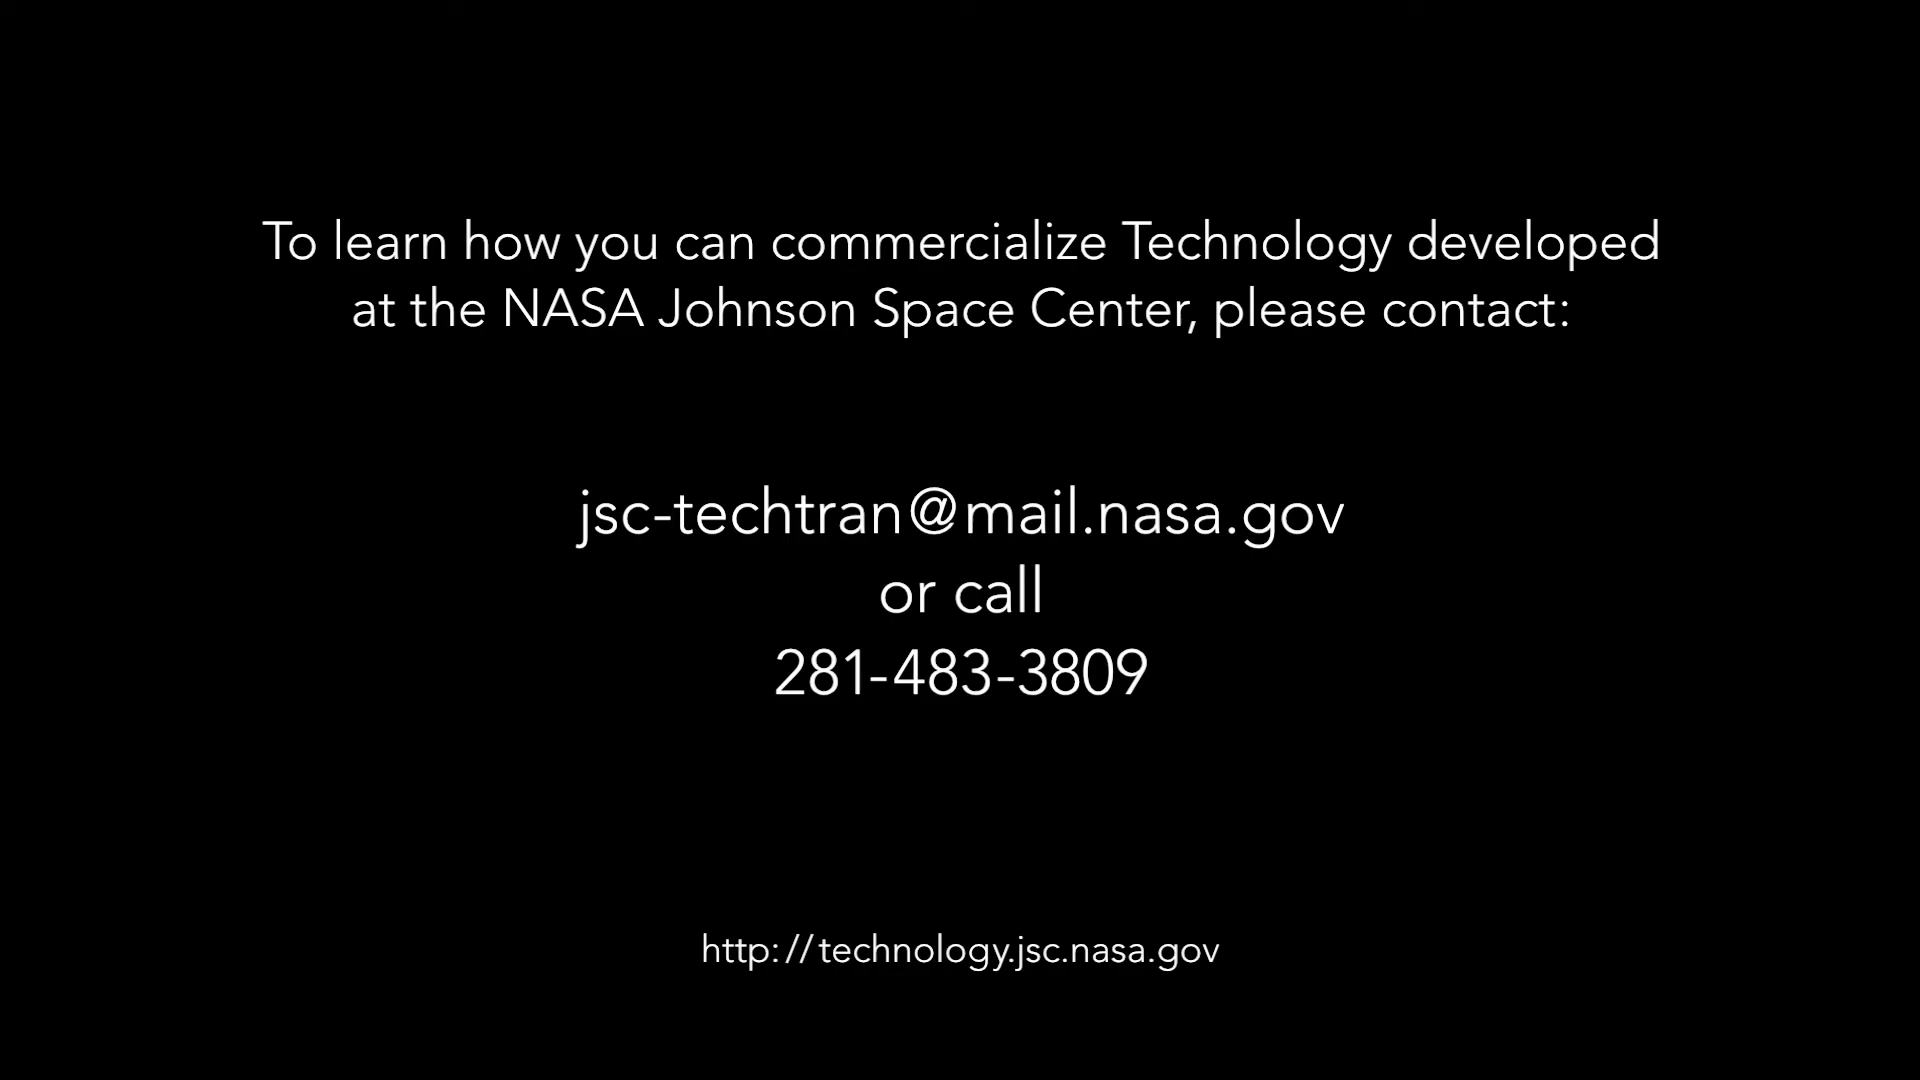 To learn how you can commercialize Technology developed
at the NASA Johnson Space Center, please contact:
jsc-techtran@mail.nasa.gov
or call
281-483-3809
http://technology.jsc.nasa.gov